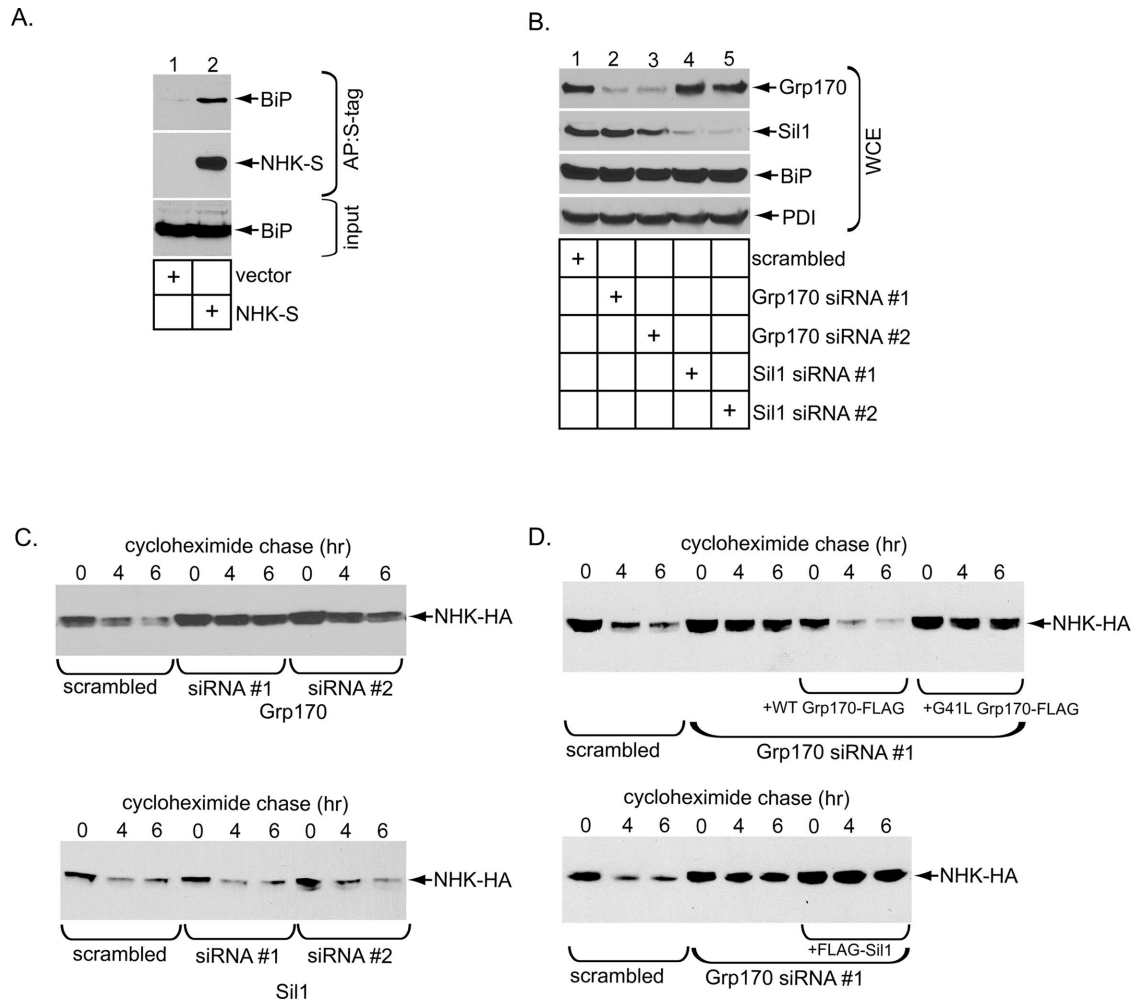 A.
1 2
BiP
NHK-S
AP:S-tag
BiP
input
+ vector
+ NHK-S
B.
1 2 3 4 5
Grp170
Sil1
BiP
PDI
WCE
+ scrambled
+ Grp170 siRNA #1
+ Grp170 siRNA #2
+ Sil1 siRNA #1
+ Sil1 siRNA #2
C.
cycloheximide chase (hr)
0 4 6 0 4 6 0 4 6
NHK-HA
scrambled siRNA #1 siRNA #2
Grp170
cycloheximide chase (hr)
0 4 6 0 4 6 0 4 6
NHK-HA
scrambled siRNA #1 siRNA #2
Sil1
D.
cycloheximide chase (hr)
0 4 6 0 4 6 0 4 6 0 4 6
NHK-HA
+WT Grp170-FLAG +G41L Grp170-FLAG
scrambled Grp170 siRNA #1
cycloheximide chase (hr)
0 4 6 0 4 6 0 4 6
NHK-HA
+FLAG-Sil1
scrambled Grp170 siRNA #1